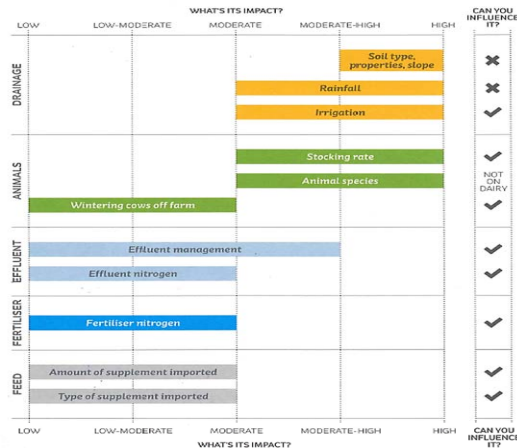 WHAT'S ITS IMPACT?
CAN YOU
INFLUENCE
IT?
LOW
LOW-MODERATE
MODERATE
MODERATE-HIGH
HIGH
DRAINAGE
Soil type,
properties, slope
Rainfall
Irrigation
ANIMALS
Stocking rate
Animal species
NOT
ON
DAIRY
Wintering cows off farm
EFFLUENT
Effluent management
Effluent nitrogen
FERTILISER
Fertiliser nitrogen
FEED
Amount of supplement imported
Type of supplement imported
LOW
LOW-MODERATE
MODERATE
MODERATE-HIGH
HIGH
WHAT'S ITS IMPACT?
CAN YOU
INFLUENCE
IT?